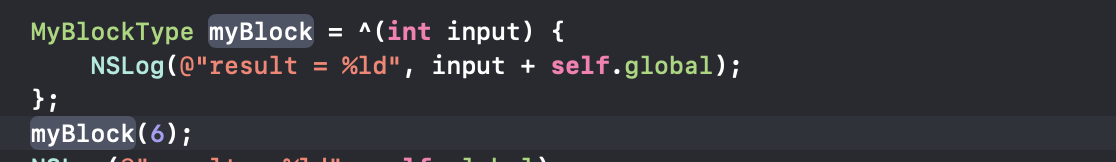 MyBlockType myBlock = ^(int input) {
NSLog(@"result = %ld", input + self.global);
};
myBlock(6);